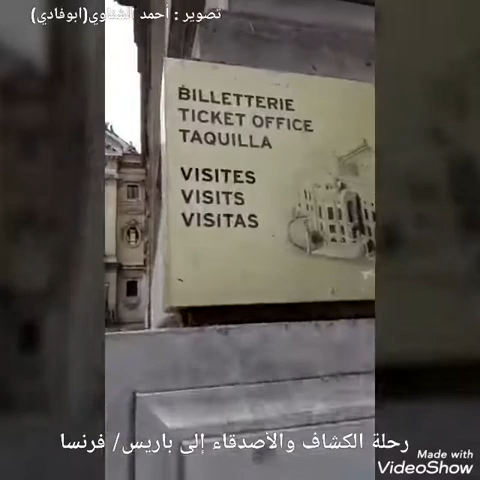 تصوير : أحمد الشناوي(ابوفادي)
BILLETTERIE
TICKET OFFICE
TAQUILLA
VISITES
VISITS
VISITAS
رحلة الكشاف والأصدقاء إلى باريس/ فرنسا
Made with
VideoShow